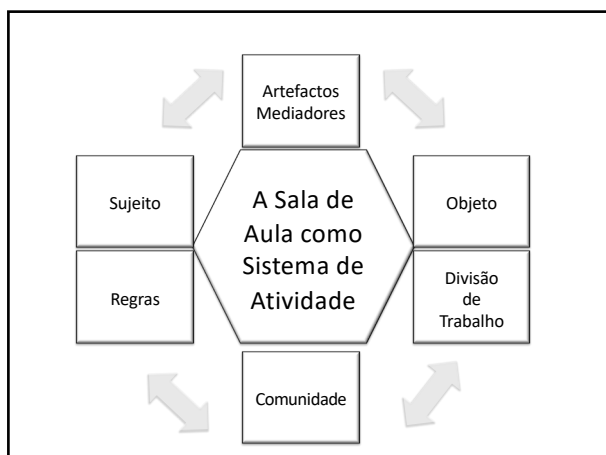 Artefactos
Mediadores
Sujeito
A Sala de
Aula como
Sistema de
Atividade
Objeto
Regras
Divisão
de
Trabalho
Comunidade